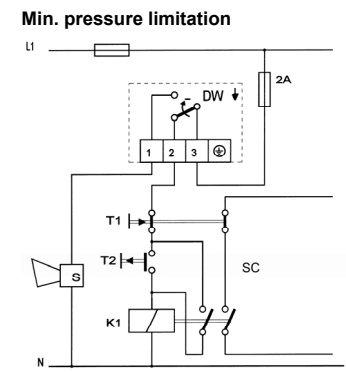 Min. pressure limitation
L1
2A
DW
1 2 3
T1
T2
SC
S
K1
N